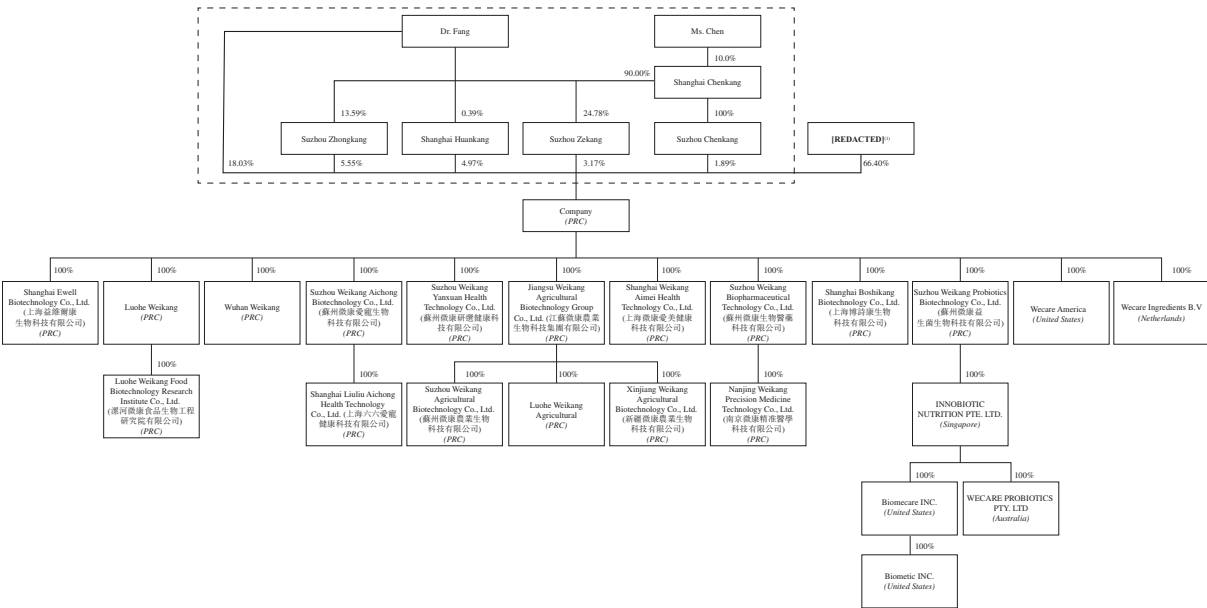 Dr. Fang
Ms. Chen
10.0%
90.00%
Shanghai Chenkang
13.59%
0.39%
24.78%
100%
Suzhou Zhongkang
Shanghai Huankang
Suzhou Zekang
Suzhou Chenkang
[REDACTED](1)
18.03%
5.55%
4.97%
3.17%
1.89%
66.40%
Company
(PRC)
100%
100%
100%
100%
100%
100%
100%
100%
100%
100%
100%
100%
Shanghai Ewell
Biotechnology Co., Ltd.
(上海益維爾康
生物科技有限公司)
(PRC)
Luohe Weikang
(PRC)
Wuhan Weikang
(PRC)
Suzhou Weikang Aichong
Biotechnology Co., Ltd.
(蘇州微康愛寵生物
科技有限公司)
(PRC)
Suzhou Weikang
Yanxuan Health
Technology Co., Ltd.
(蘇州微康研選健康科
技有限公司)
(PRC)
Jiangsu Weikang
Agricultural
Biotechnology Group
Co., Ltd. (江蘇微康農業
生物科技集團有限公司)
(PRC)
Shanghai Weikang
Aimei Health
Technology Co., Ltd.
(上海微康愛美健康
科技有限公司)
(PRC)
Suzhou Weikang
Biopharmaceutical
Technology Co., Ltd.
(蘇州微康生物醫藥
科技有限公司)
(PRC)
Shanghai Boshikang
Biotechnology Co., Ltd.
(上海博詩康生物
科技有限公司)
(PRC)
Suzhou Weikang Probiotics
Biotechnology Co., Ltd.
(蘇州微康益
生菌生物科技有限公司)
(PRC)
Wecare America
(United States)
Wecare Ingredients B.V
(Netherlands)
100%
100%
100%
100%
100%
100%
100%
Luohe Weikang Food
Biotechnology Research
Institute Co., Ltd.
(漯河微康食品生物工程
研究院有限公司)
(PRC)
Shanghai Liuliu Aichong
Health Technology
Co., Ltd. (上海六六愛寵
健康科技有限公司)
(PRC)
Suzhou Weikang
Agricultural
Biotechnology Co., Ltd.
(蘇州微康農業生物
科技有限公司)
(PRC)
Luohe Weikang
Agricultural
(PRC)
Xinjiang Weikang
Agricultural
Biotechnology Co., Ltd.
(新疆微康農業生物
科技有限公司)
(PRC)
Nanjing Weikang
Precision Medicine
Technology Co., Ltd.
(南京微康精准醫學
科技有限公司)
(PRC)
INNOBIOTIC
NUTRITION PTE. LTD.
(Singapore)
100%
100%
Biomecare INC.
(United States)
WECARE PROBIOTICS
PTY. LTD
(Australia)
100%
Biometic INC.
(United States)